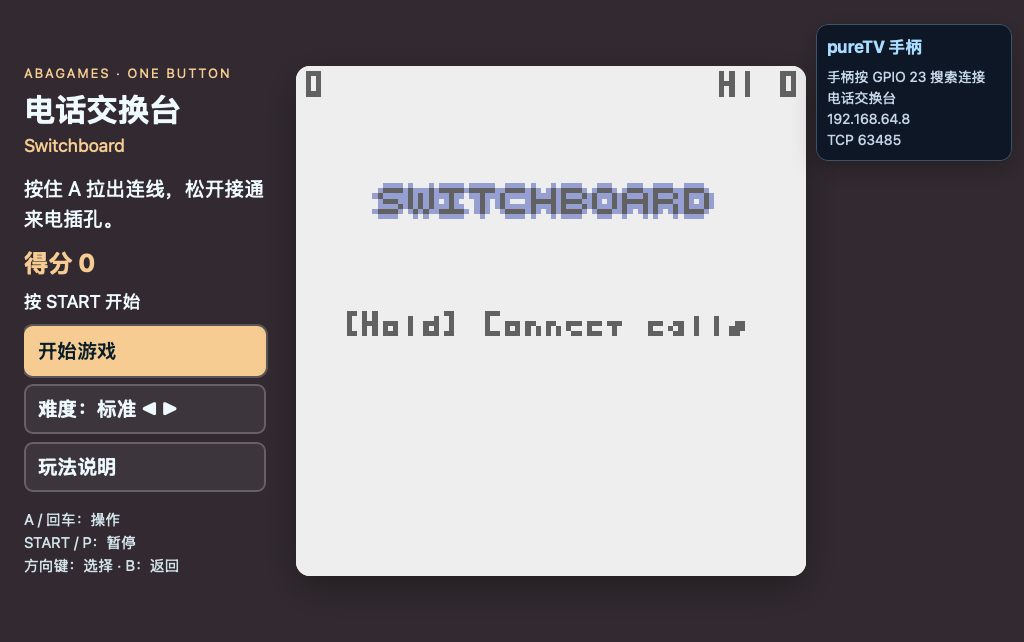 ABAGAMES · ONE BUTTON
电话交换台
Switchboard
按住 A 拉出连线，松开接通
来电插孔。
得分 0
按 START 开始
开始游戏
难度：标准 ◀ ▶
玩法说明
A / 回车：操作
START / P：暂停
方向键：选择 · B：返回
0 HI 0
SWITCHBOARD
[Hold] Connect calls
pureTV 手柄
手柄按 GPIO 23 搜索连接
电话交换台
192.168.64.8
TCP 63485